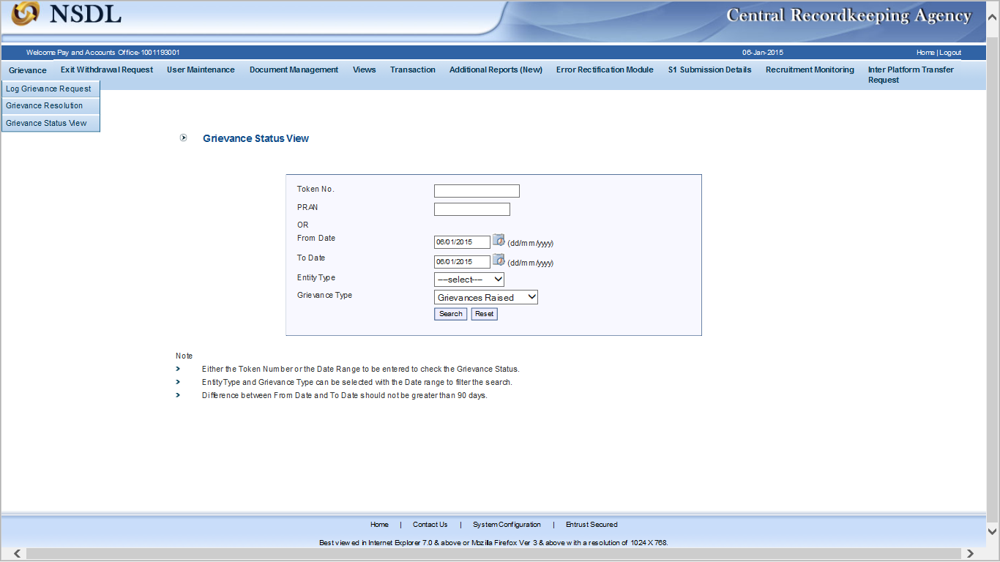 NSDL
Central Recordkeeping Agency
Welcome Pay and Accounts Office-1001193001 06-Jan-2015 Home | Logout
Grievance Exit Withdrawal Request User Maintenance Document Management Views Transaction Additional Reports (New) Error Rectification Module S1 Submission Details Recruitment Monitoring Inter Platform Transfer
Request
Log Grievance Request
Grievance Resolution
Grievance Status View
Grievance Status View
Token No.
PRAN
OR
From Date 06/01/2015 (dd/mm/yyyy)
To Date 06/01/2015 (dd/mm/yyyy)
Entity Type ---select---
Grievance Type Grievances Raised
Search Reset
Note
Either the Token Number or the Date Range to be entered to check the Grievance Status.
Entity Type and Grievance Type can be selected with the Date range to filter the search.
Difference between From Date and To Date should not be greater than 90 days.
Home | Contact Us | System Configuration | Entrust Secured
Best viewed in Internet Explorer 7.0 & above or Mozilla Firefox Ver 3 & above with a resolution of 1024 X 768.